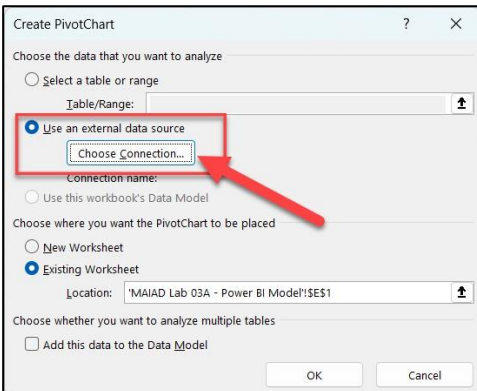 Create PivotChart ? ×
Choose the data that you want to analyze
Select a table or range
Table/Range:
Use an external data source
Choose Connection...
Connection name:
Use this workbook's Data Model
Choose where you want the PivotChart to be placed
New Worksheet
Existing Worksheet
Location: 'MAIAD Lab 03A - Power BI Model'!$E$1
Choose whether you want to analyze multiple tables
Add this data to the Data Model
OK Cancel